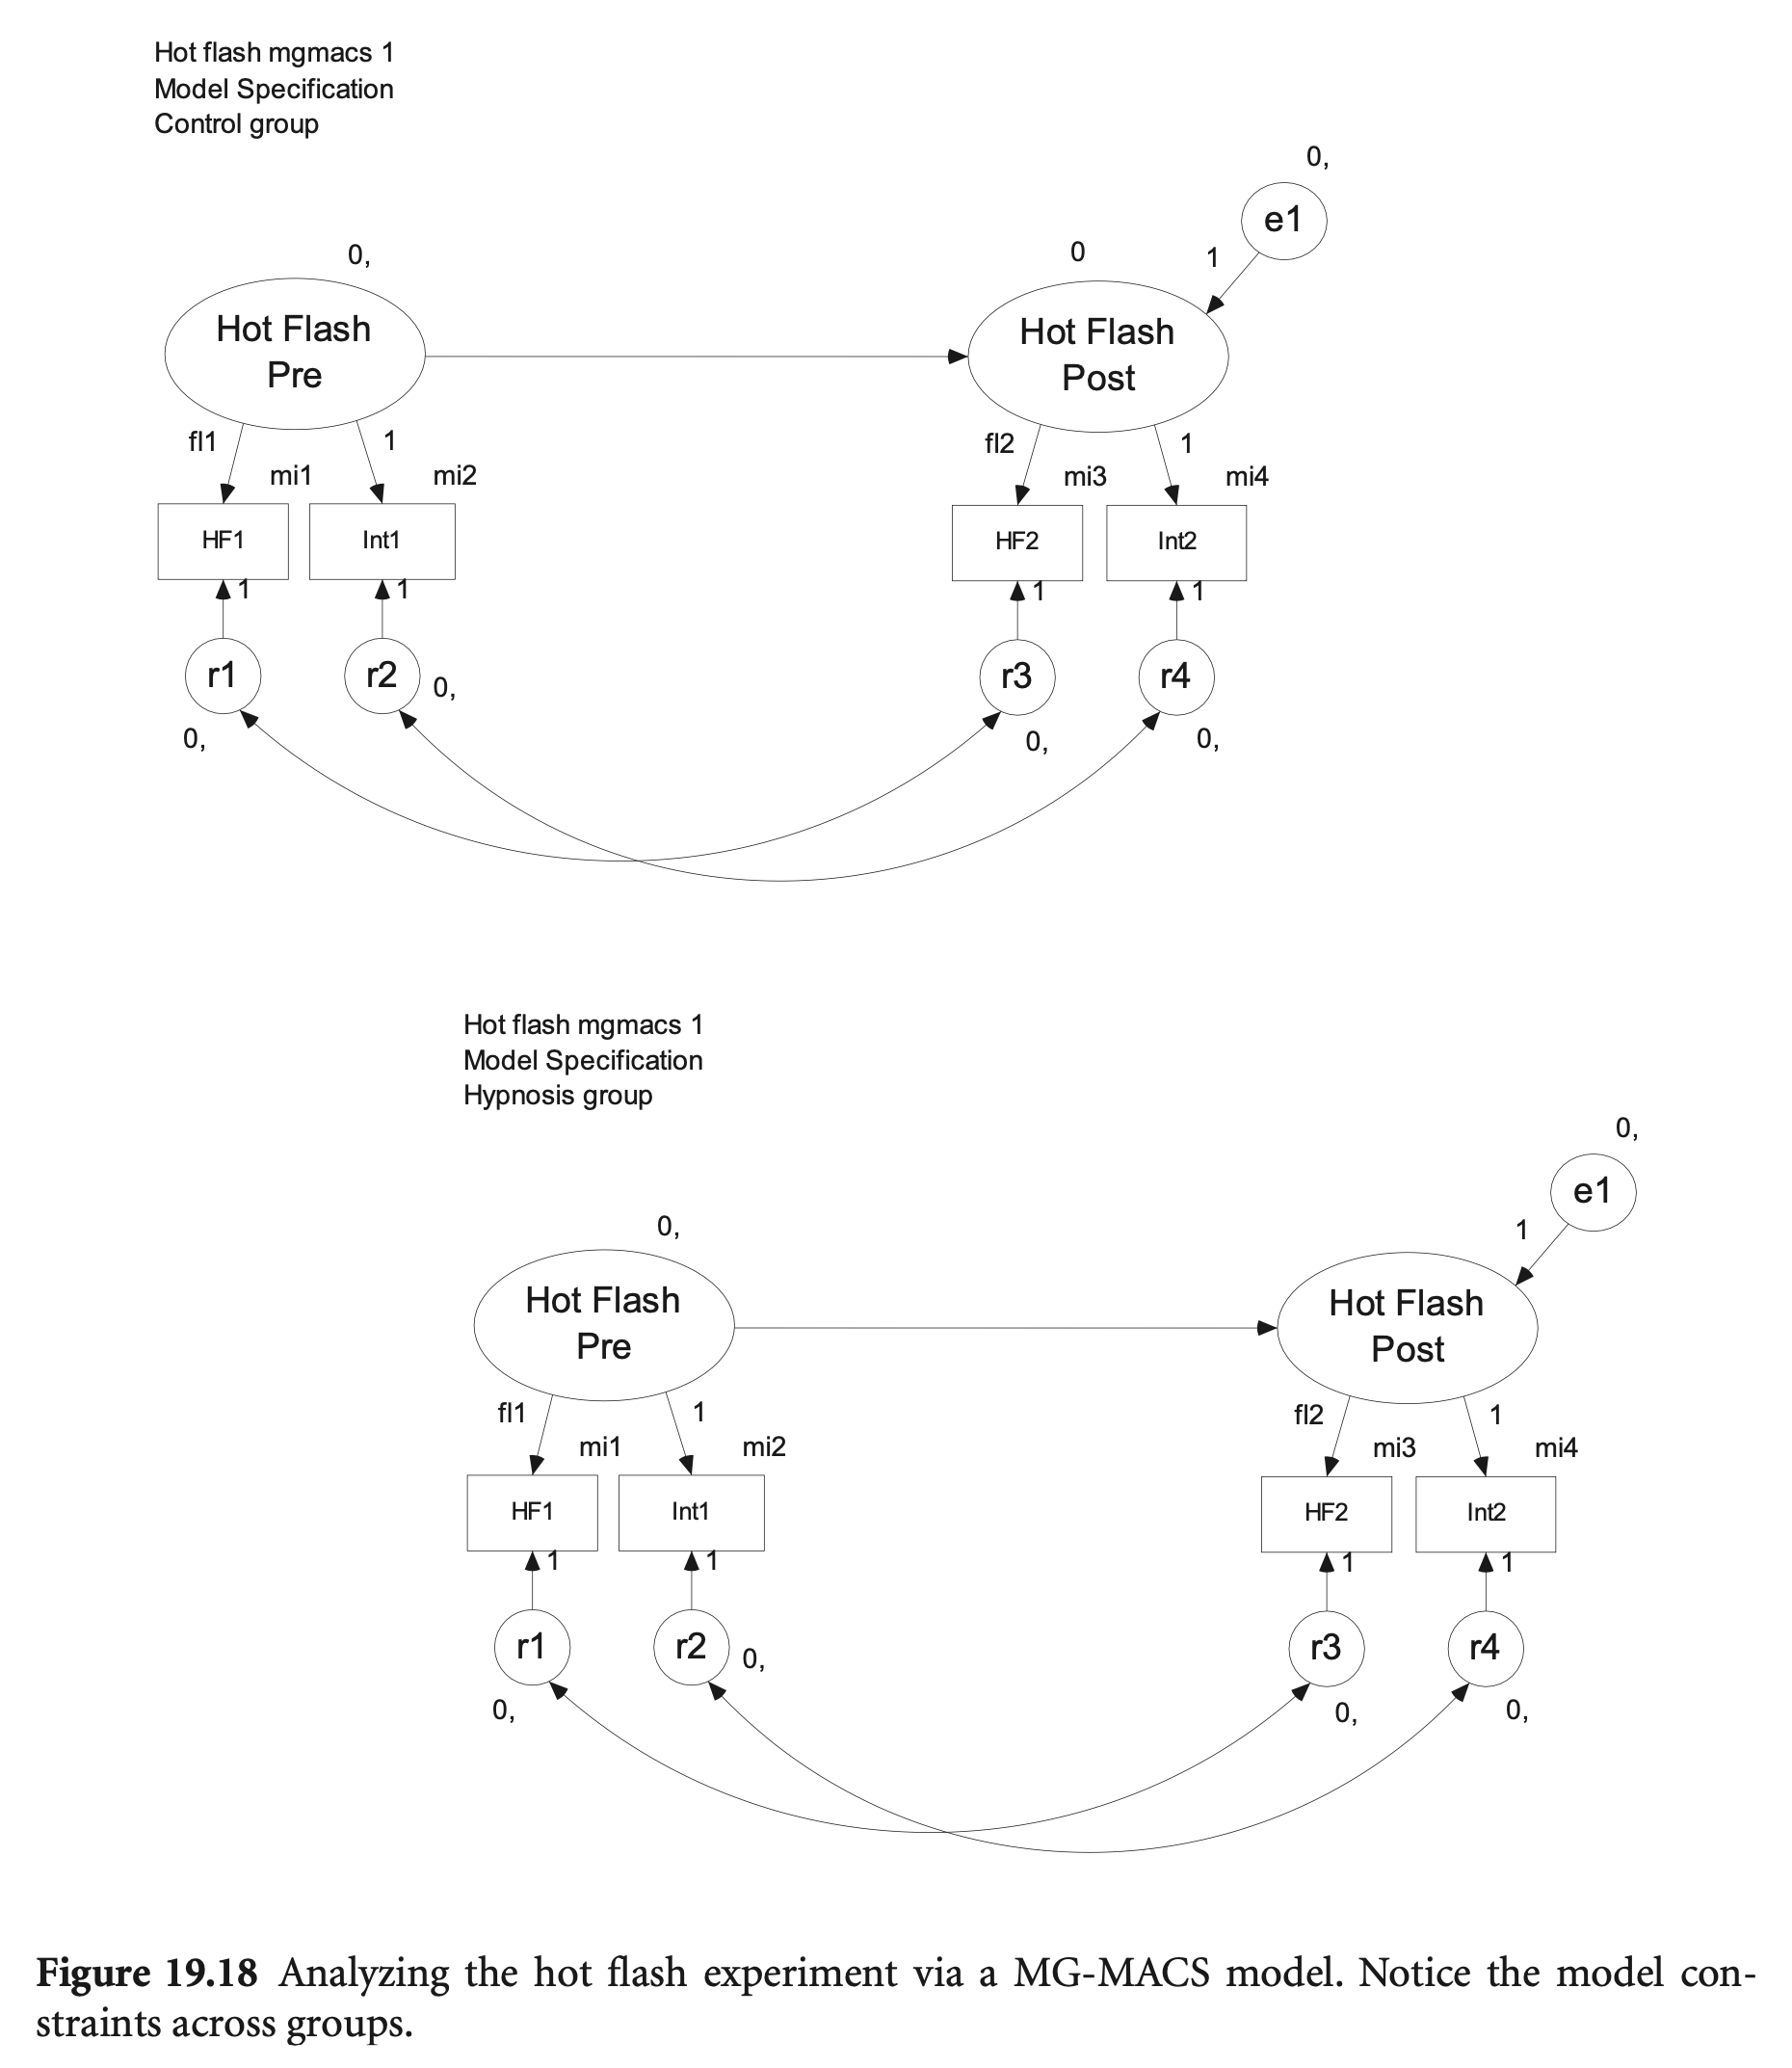 Hot flash mgmacs 1
Model Specification
Control group
0,
e1
0,
0
1
Hot Flash
Pre
Hot Flash
Post
fl1
1
fl2
1
mi1
mi2
mi3
mi4
HF1
Int1
HF2
Int2
1
1
1
1
r1
r2
r3
r4
0,
0,
0,
0,
Hot flash mgmacs 1
Model Specification
Hypnosis group
0,
e1
0,
1
Hot Flash
Pre
Hot Flash
Post
fl1
1
fl2
1
mi1
mi2
mi3
mi4
HF1
Int1
HF2
Int2
1
1
1
1
r1
r2
r3
r4
0,
0,
0,
0,
Figure 19.18 Analyzing the hot flash experiment via a MG-MACS model. Notice the model con-
straints across groups.